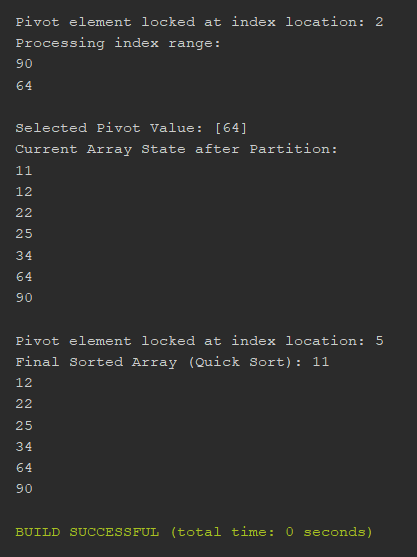 Pivot element locked at index location: 2
Processing index range:
90
64
Selected Pivot Value: [64]
Current Array State after Partition:
11
12
22
25
34
64
90
Pivot element locked at index location: 5
Final Sorted Array (Quick Sort): 11
12
22
25
34
64
90
BUILD SUCCESSFUL (total time: 0 seconds)